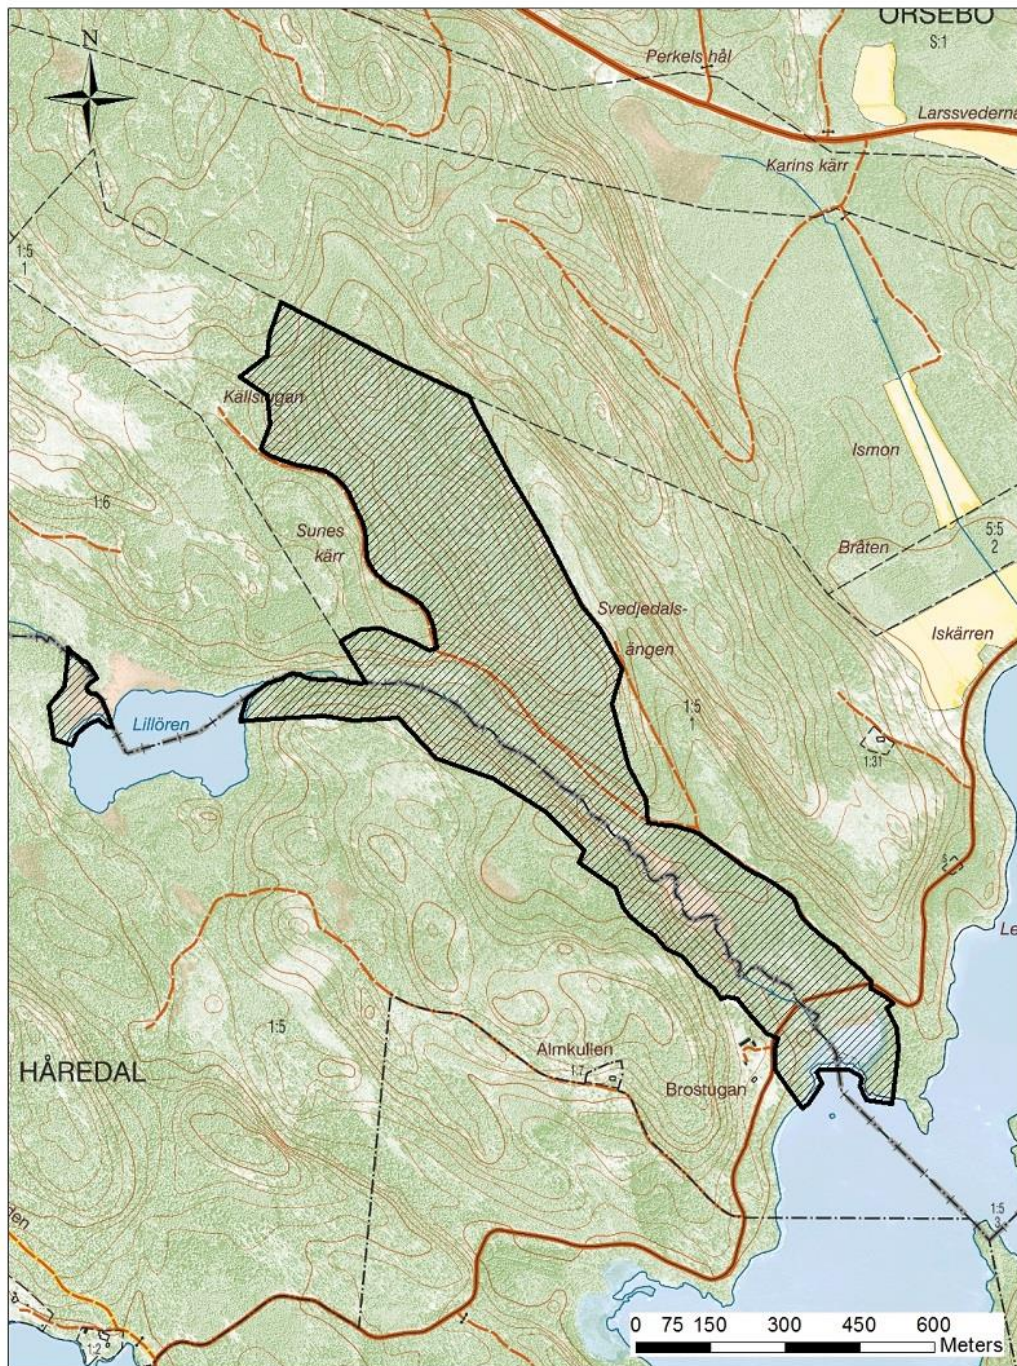 ÖRSEBO
S:1
N
Perkels hål
Larssvederna
Karins kärr
1:5
1
Källstugan
Ismon
1:6
Sunes
kärr
5:5
2
Bråten
Svedjedals-
ängen
Iskärren
1:5
1
Lillören
1:31
Le
1:5
Almkullen
1:7
HÅREDAL
Brostugan
1:5
3
den
1:2
0 75 150 300 450 600
Meters